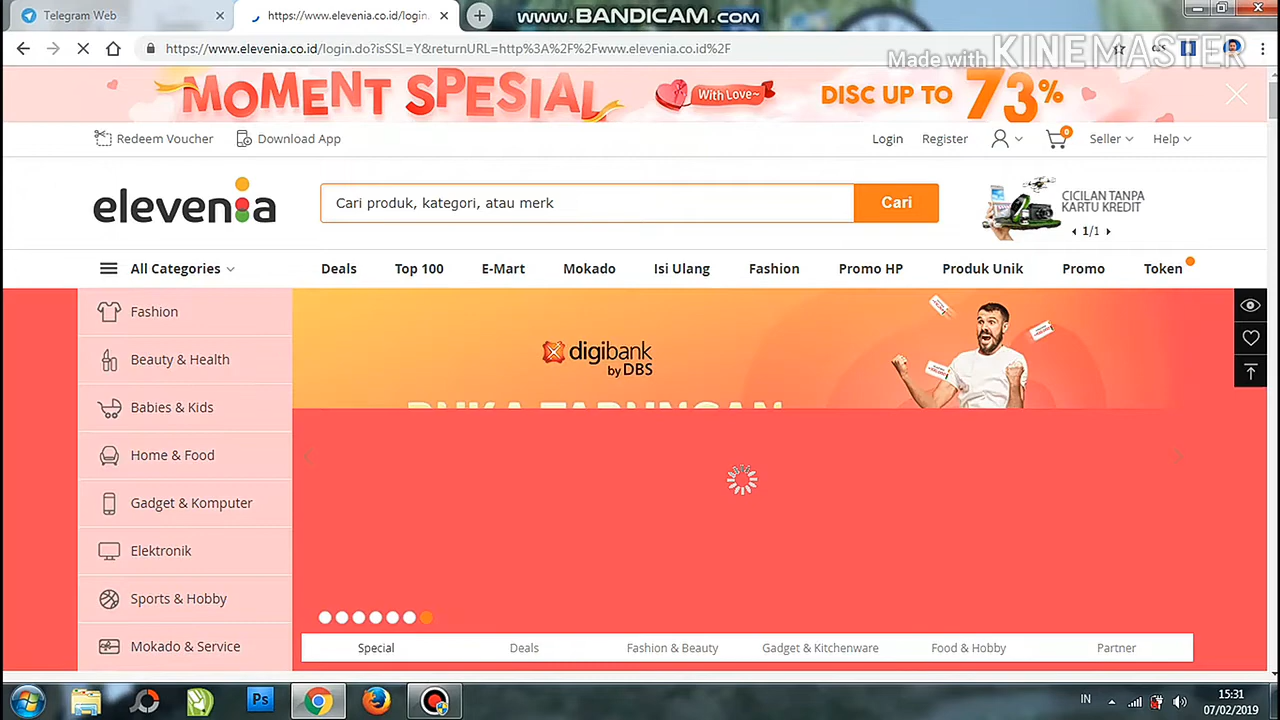 Telegram Web
https://www.elevenia.co.id/login.
www.BANDICAM.com
https://www.elevenia.co.id/login.do?isSSL=Y&returnURL=http%3A%2F%2Fwww.elevenia.co.id%2F
Made with KINEMASTER
MOMENT SPESIAL
With Love~
DISC UP TO 73%
Redeem Voucher
Download App
Login
Register
0
Seller
Help
elevenia
Cari produk, kategori, atau merk
Cari
CICILAN TANPA
KARTU KREDIT
1/1
All Categories
Deals
Top 100
E-Mart
Mokado
Isi Ulang
Fashion
Promo HP
Produk Unik
Promo
Token
Fashion
Beauty & Health
Babies & Kids
Home & Food
Gadget & Komputer
Elektronik
Sports & Hobby
Mokado & Service
digibank
by DBS
BUKA TABUNGAN
Special
Deals
Fashion & Beauty
Gadget & Kitchenware
Food & Hobby
Partner
Ps
IN
15:31
07/02/2019